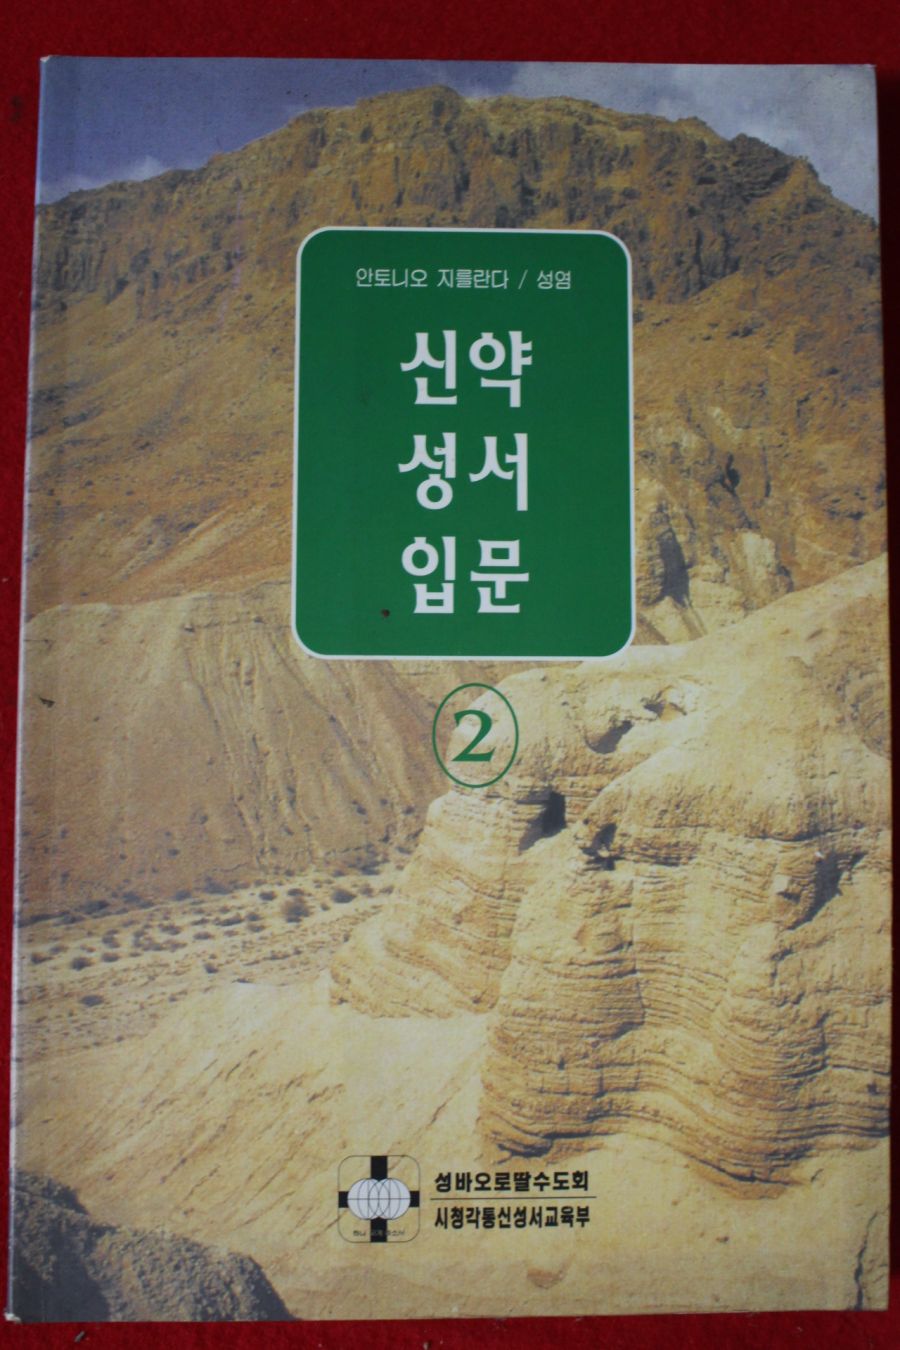 안토니오 지를란다 / 성염
신약
성서
입문
2
성바오로딸수도회
시청각통신성서교육부